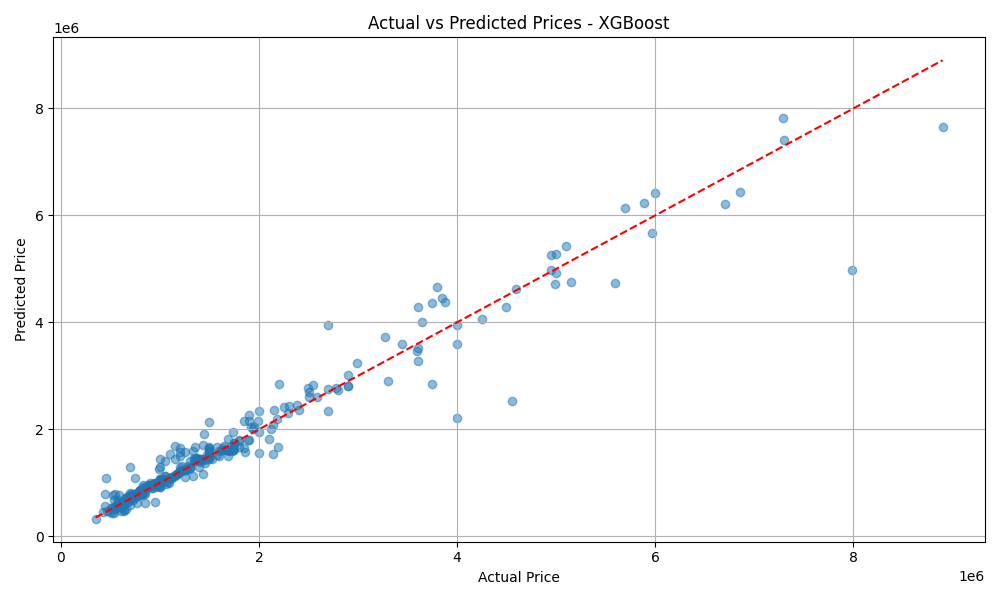 Actual vs Predicted Prices - XGBoost
1e6
8
6
4
2
0
Predicted Price
0 2 4 6 8
1e6
Actual Price